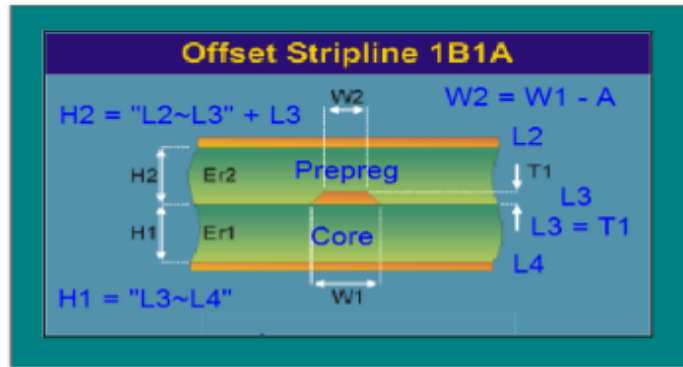 Offset Stripline 1B1A
W2
W2 = W1 - A
H2 = "L2~L3" + L3
L2
H2
Er2
Prepreg
T1
L3
H1
Er1
Core
L3 = T1
L4
H1 = "L3~L4"
W1